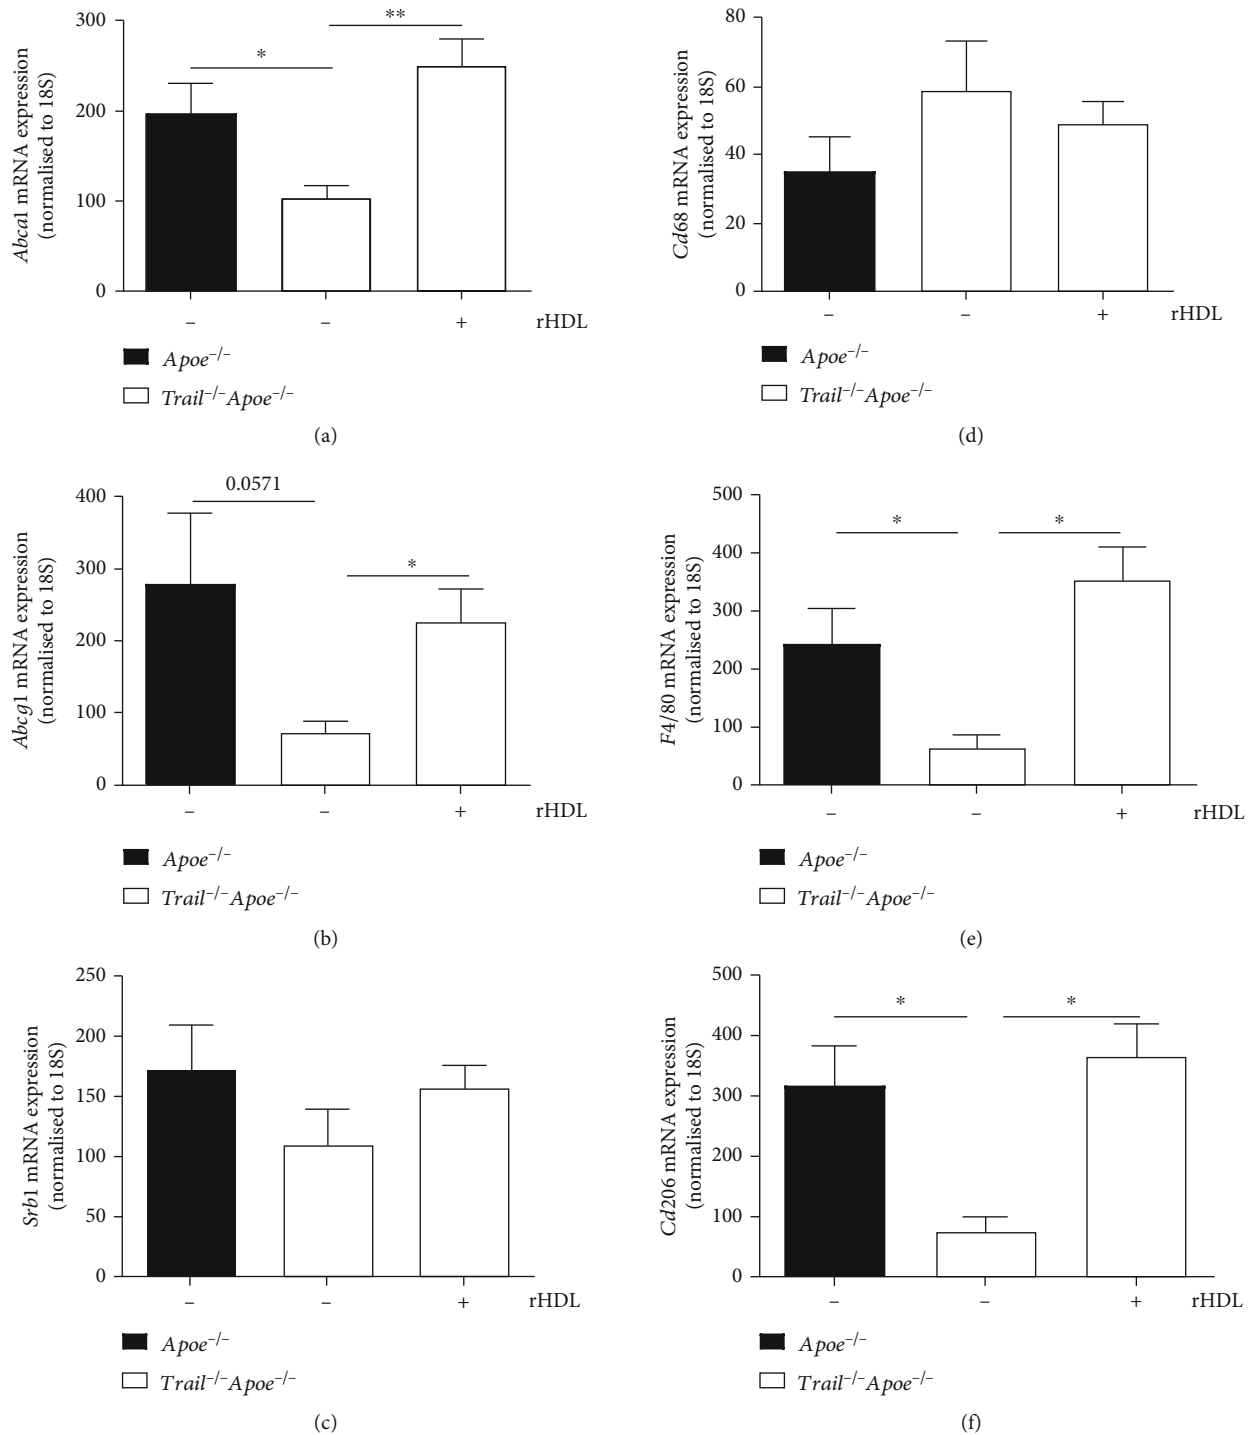 Abca1 mRNA expression
(normalised to 18S)
300
200
100
0
*
**
– – + rHDL
Apoe–/–
Trail–/–Apoe–/–
(a)
Cd68 mRNA expression
(normalised to 18S)
80
60
40
20
0
– – + rHDL
Apoe–/–
Trail–/–Apoe–/–
(d)
Abcg1 mRNA expression
(normalised to 18S)
400
300
200
100
0
0.0571
*
– – + rHDL
Apoe–/–
Trail–/–Apoe–/–
(b)
F4/80 mRNA expression
(normalised to 18S)
500
400
300
200
100
0
* *
– – + rHDL
Apoe–/–
Trail–/–Apoe–/–
(e)
Srb1 mRNA expression
(normalised to 18S)
250
200
150
100
50
0
– – + rHDL
Apoe–/–
Trail–/–Apoe–/–
(c)
Cd206 mRNA expression
(normalised to 18S)
500
400
300
200
100
0
* *
– – + rHDL
Apoe–/–
Trail–/–Apoe–/–
(f)